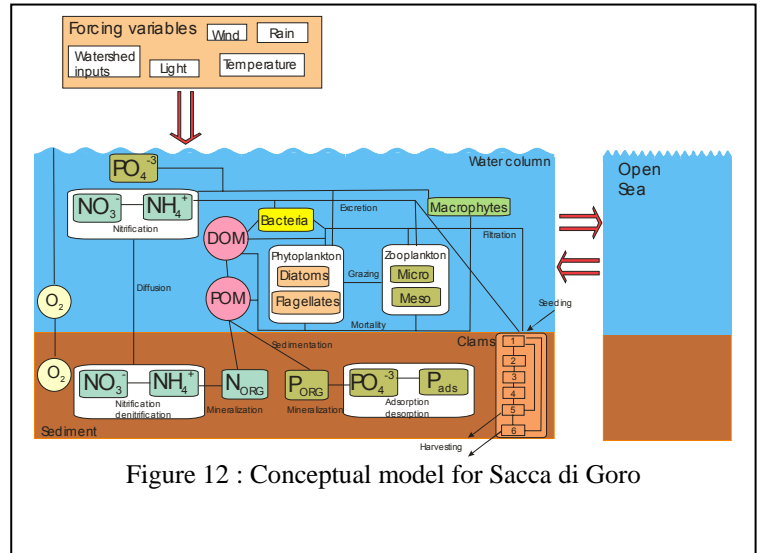 Forcing variables
Wind
Rain
Watershed
inputs
Light
Temperature
PO₄⁻³
Water column
Open
Sea
NO₃⁻
NH₄⁺
Nitrification
Excretion
Macrophytes
Bacteria
DOM
Filtration
Phytoplankton
Zooplankton
Diatoms
Grazing
Micro
Flagellates
Meso
Diffusion
POM
O₂
Mortality
Seeding
Sedimentation
Clams
1
2
3
4
5
6
O₂
NO₃⁻
NH₄⁺
N ORG
P ORG
PO₄⁻³
P ads
Nitrification
denitrification
Mineralization
Mineralization
Adsorption
desorption
Sediment
Harvesting
Figure 12 : Conceptual model for Sacca di Goro